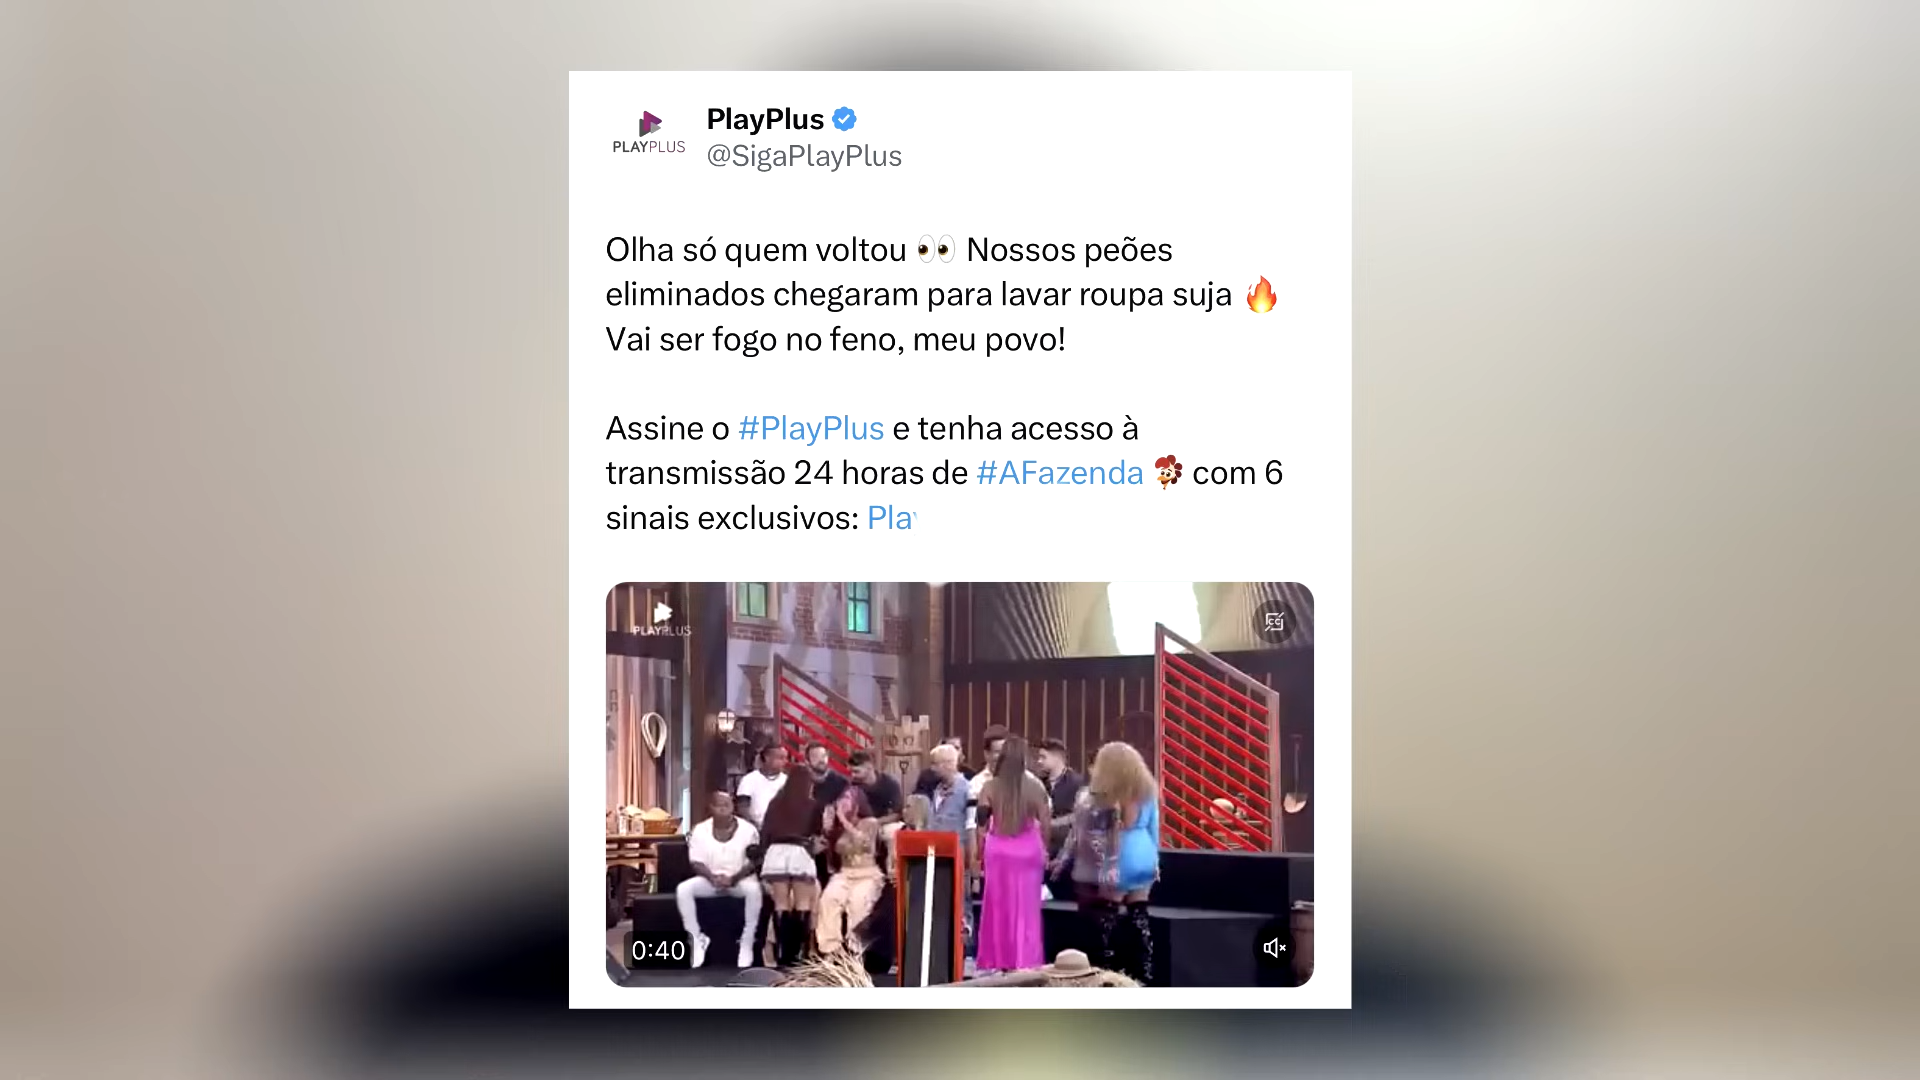 PLAYPLUS
PlayPlus
@SigaPlayPlus
Olha só quem voltou 👀 Nossos peões
eliminados chegaram para lavar roupa suja 🔥
Vai ser fogo no feno, meu povo!
Assine o #PlayPlus e tenha acesso à
transmissão 24 horas de #AFazenda 🐔 com 6
sinais exclusivos: Play
PLAYPLUS
CC
0:40